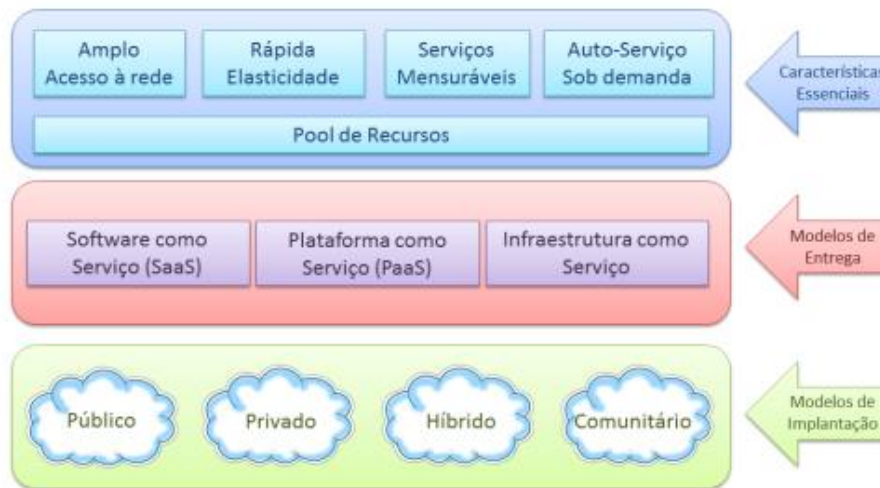 Amplo
Acesso à rede
Rápida
Elasticidade
Serviços
Mensuráveis
Auto-Serviço
Sob demanda
Pool de Recursos
Características
Essenciais
Software como
Serviço (SaaS)
Plataforma como
Serviço (PaaS)
Infraestrutura como
Serviço
Modelos de
Entrega
Público
Privado
Híbrido
Comunitário
Modelos de
Implantação